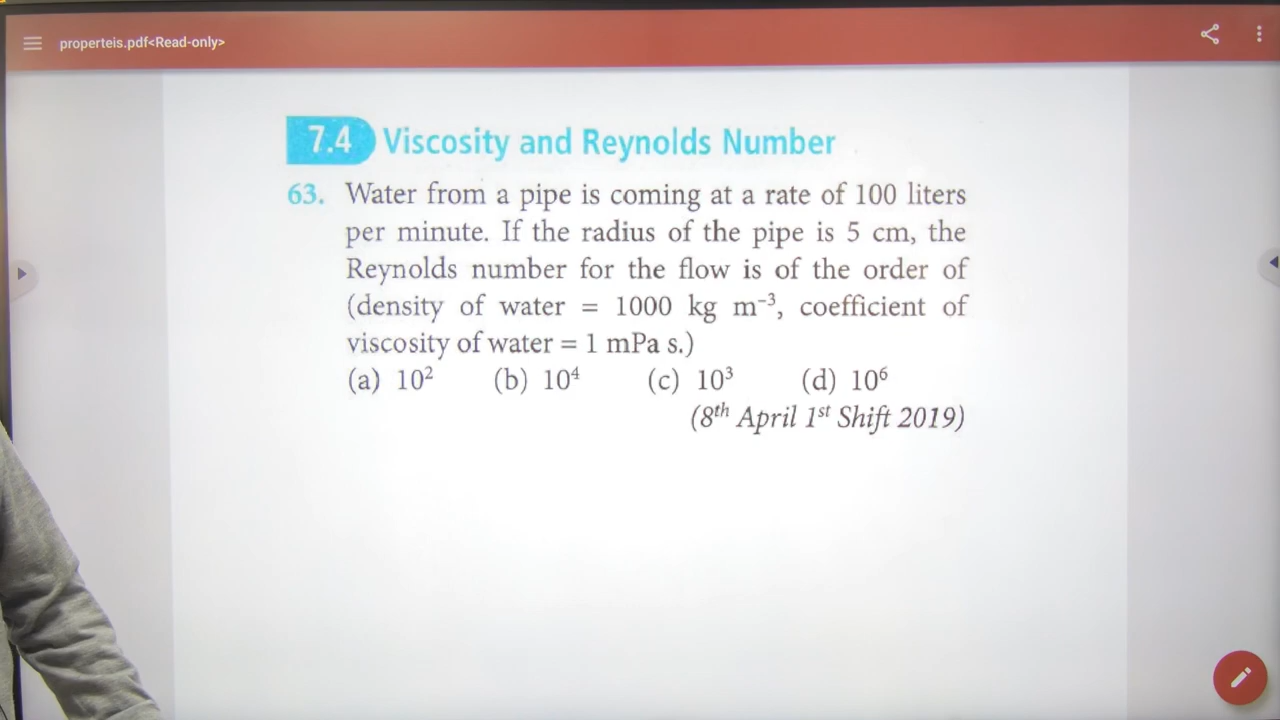 properteis.pdf<Read-only>
7.4 Viscosity and Reynolds Number
63. Water from a pipe is coming at a rate of 100 liters
per minute. If the radius of the pipe is 5 cm, the
Reynolds number for the flow is of the order of
(density of water = 1000 kg m⁻³, coefficient of
viscosity of water = 1 mPa s.)
(a) 10² (b) 10⁴ (c) 10³ (d) 10⁶
(8ᵗʰ April 1ˢᵗ Shift 2019)